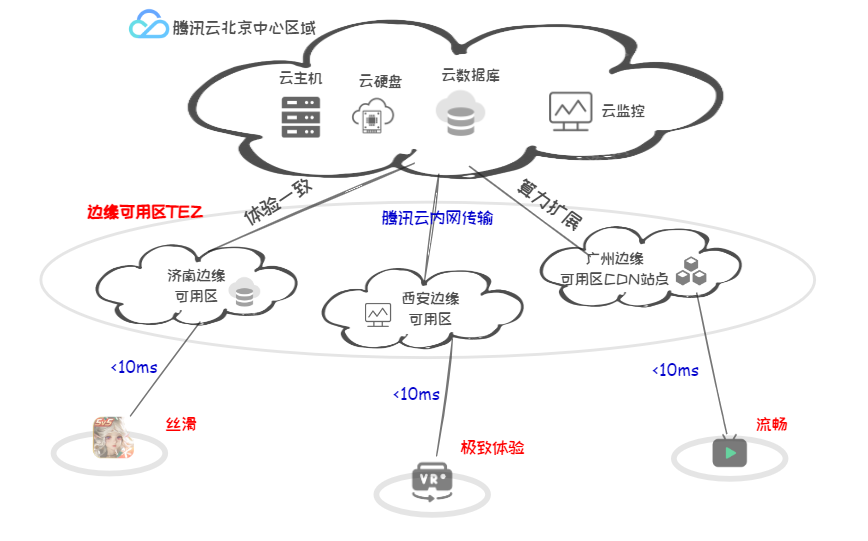 腾讯云北京中心区域
云主机
云硬盘
云数据库
云监控
边缘可用区TEZ
体验一致
腾讯云内网传输
算力扩展
济南边缘
可用区
西安边缘
可用区
广州边缘
可用区CDN站点
<10ms
<10ms
<10ms
SVS
丝滑
极致体验
VR
流畅